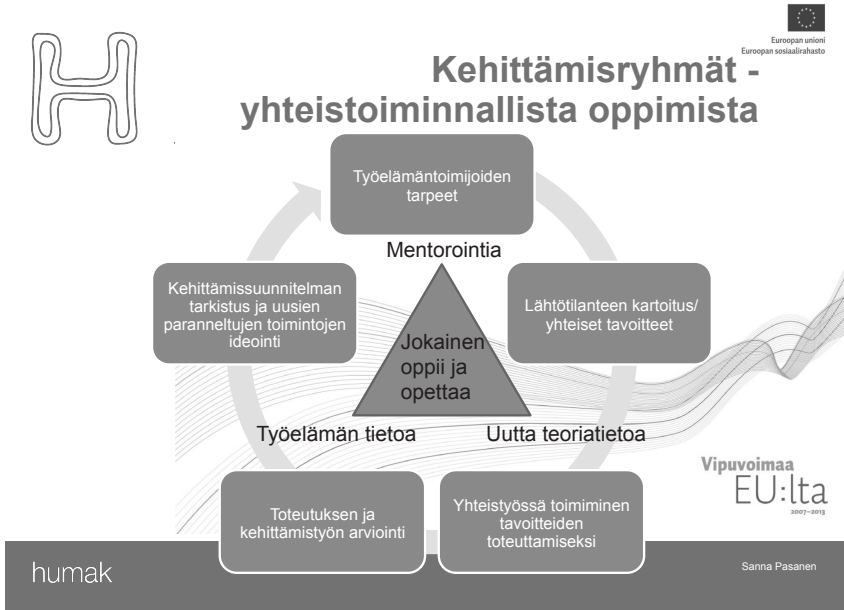 Euroopan unioni
Euroopan sosiaalirahasto
Kehittämisryhmät -
yhteistoiminnallista oppimista
Työelämäntoimijoiden
tarpeet
Mentorointia
Kehittämissuunnitelman
tarkistus ja uusien
paranneltujen toimintojen
ideointi
Lähtötilanteen kartoitus/
yhteiset tavoitteet
Jokainen
oppii ja
opettaa
Työelämän tietoa
Uutta teoriatietoa
Vipuvoimaa
EU:lta
2007–2013
Toteutuksen ja
kehittämistyön arviointi
Yhteistyössä toimiminen
tavoitteiden
toteuttamiseksi
humak
Sanna Pasanen